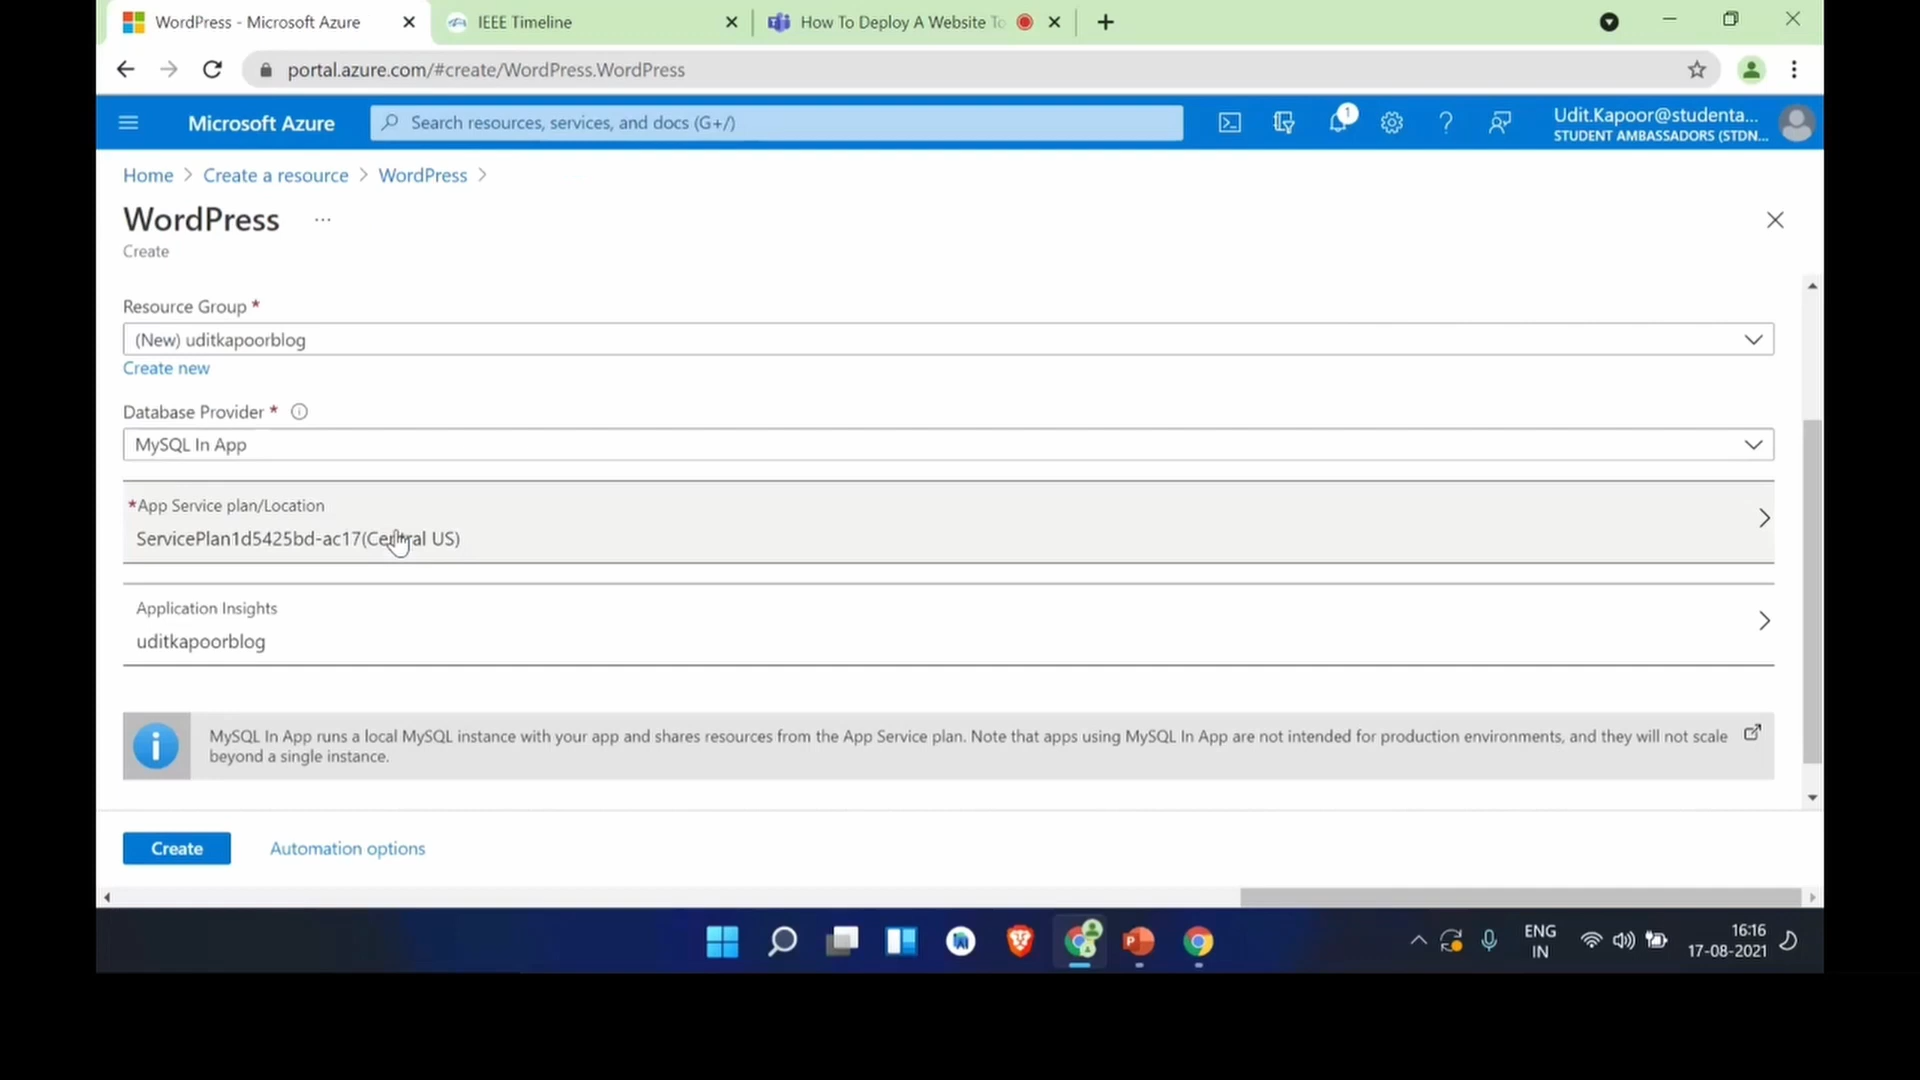 WordPress - Microsoft Azure
IEEE Timeline
How To Deploy A Website To
portal.azure.com/#create/WordPress.WordPress
Microsoft Azure
Search resources, services, and docs (G+/)
1
Udit.Kapoor@studenta...
STUDENT AMBASSADORS (STDN...
Home > Create a resource > WordPress >
WordPress ...
Create
Resource Group *
(New) uditkapoorblog
Create new
Database Provider *
MySQL In App
*App Service plan/Location
ServicePlan1d5425bd-ac17(Central US)
Application Insights
uditkapoorblog
MySQL In App runs a local MySQL instance with your app and shares resources from the App Service plan. Note that apps using MySQL In App are not intended for production environments, and they will not scale
beyond a single instance.
Create
Automation options
ENG
IN
16:16
17-08-2021